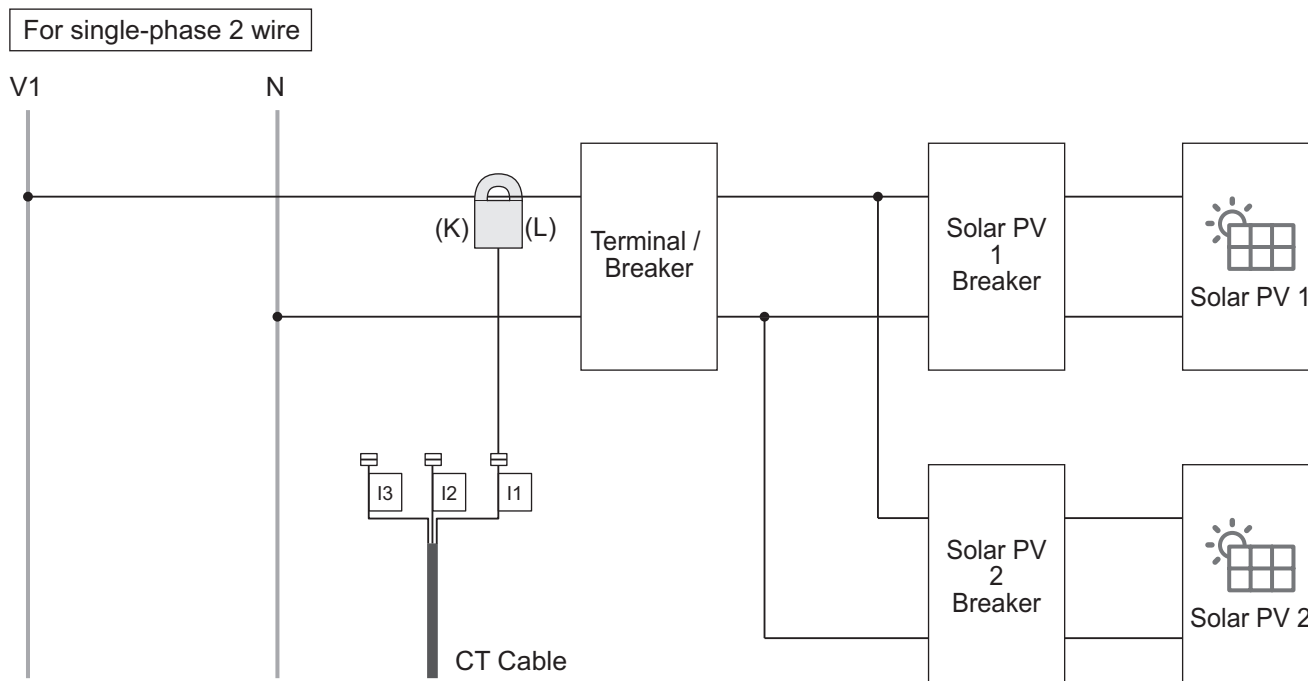 For single-phase 2 wire
V1
N
(K)
(L)
Terminal /
Breaker
Solar PV
1
Breaker
Solar PV 1
I3
I2
I1
Solar PV
2
Breaker
Solar PV 2
CT Cable